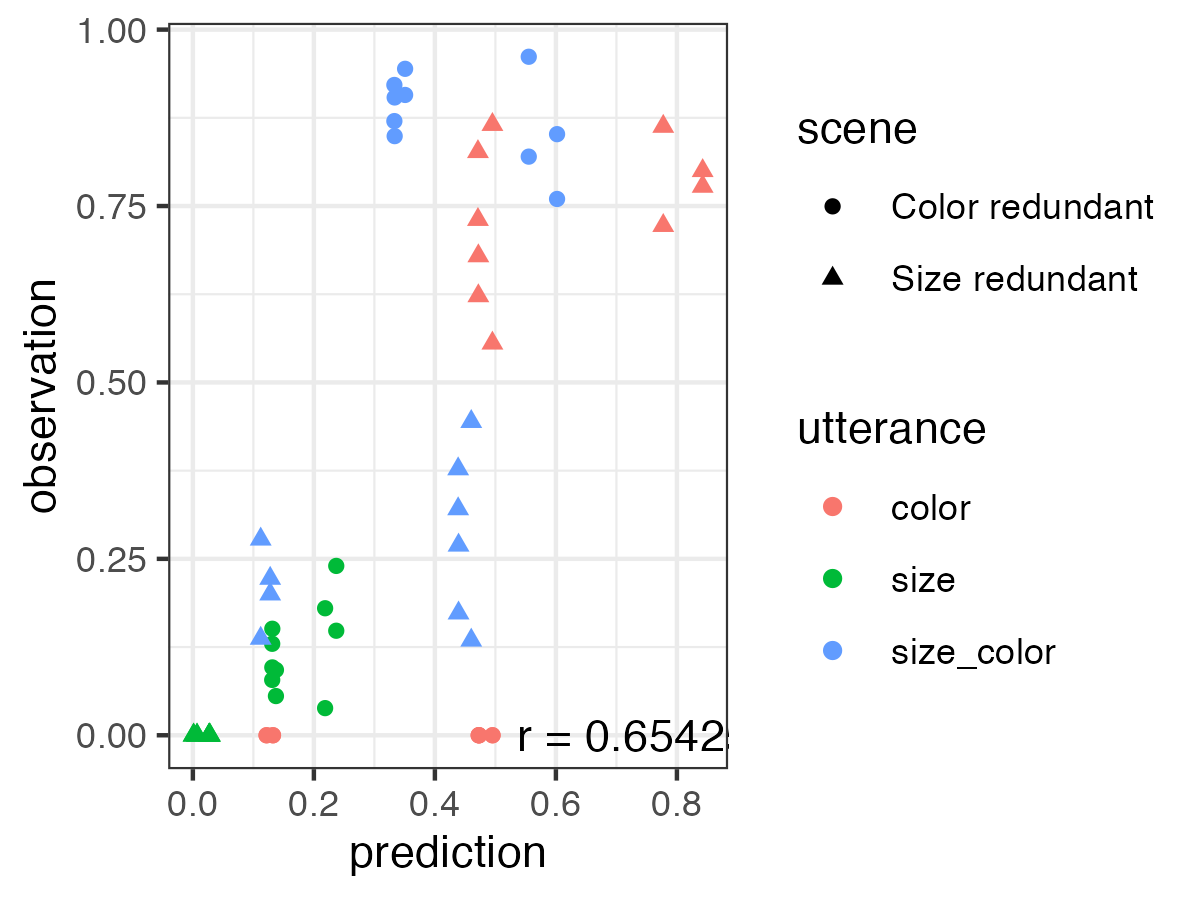 1.00
0.75
0.50
0.25
0.00
observation
r = 0.6542
0.0 0.2 0.4 0.6 0.8
prediction
scene
Color redundant
Size redundant
utterance
color
size
size_color